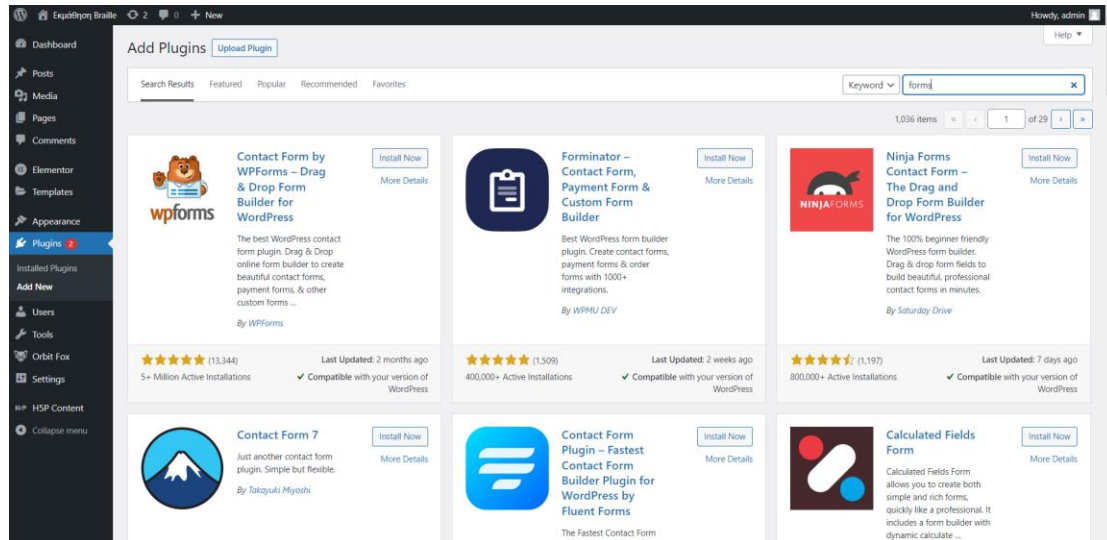 Εκμάθηση Braille 2 0 + New
Howdy, admin
Help ▼
Dashboard
Posts
Media
Pages
Comments
Elementor
Templates
Appearance
Plugins 2
Installed Plugins
Add New
Users
Tools
Orbit Fox
Settings
H5P Content
Collapse menu
Add Plugins Upload Plugin
Search Results Featured Popular Recommended Favorites
Keyword forms ×
1,036 items « ‹ 1 of 29 › »
wpforms
Contact Form by
WPForms – Drag
& Drop Form
Builder for
WordPress
Install Now
More Details
The best WordPress contact
form plugin. Drag & Drop
online form builder to create
beautiful contact forms,
payment forms, & other
custom forms ...
By WPForms
(13,344)
5+ Million Active Installations
Last Updated: 2 months ago
✓ Compatible with your version of
WordPress
Forminator –
Contact Form,
Payment Form &
Custom Form
Builder
Install Now
More Details
Best WordPress form builder
plugin. Create contact forms,
payment forms & order
forms with 1000+
integrations.
By WPMU DEV
(1,509)
400,000+ Active Installations
Last Updated: 2 weeks ago
✓ Compatible with your version of
WordPress
NINJAFORMS
Ninja Forms
Contact Form –
The Drag and
Drop Form Builder
for WordPress
Install Now
More Details
The 100% beginner friendly
WordPress form builder.
Drag & drop form fields to
build beautiful, professional
contact forms in minutes.
By Saturday Drive
(1,197)
800,000+ Active Installations
Last Updated: 7 days ago
✓ Compatible with your version of
WordPress
Contact Form 7
Install Now
More Details
Just another contact form
plugin. Simple but flexible.
By Takayuki Miyoshi
Contact Form
Plugin – Fastest
Contact Form
Builder Plugin for
WordPress by
Fluent Forms
Install Now
More Details
The Fastest Contact Form
Calculated Fields
Form
Install Now
More Details
Calculated Fields Form
allows you to create both
simple and rich forms,
quickly like a professional. It
includes a form builder with
dynamic calculate ...